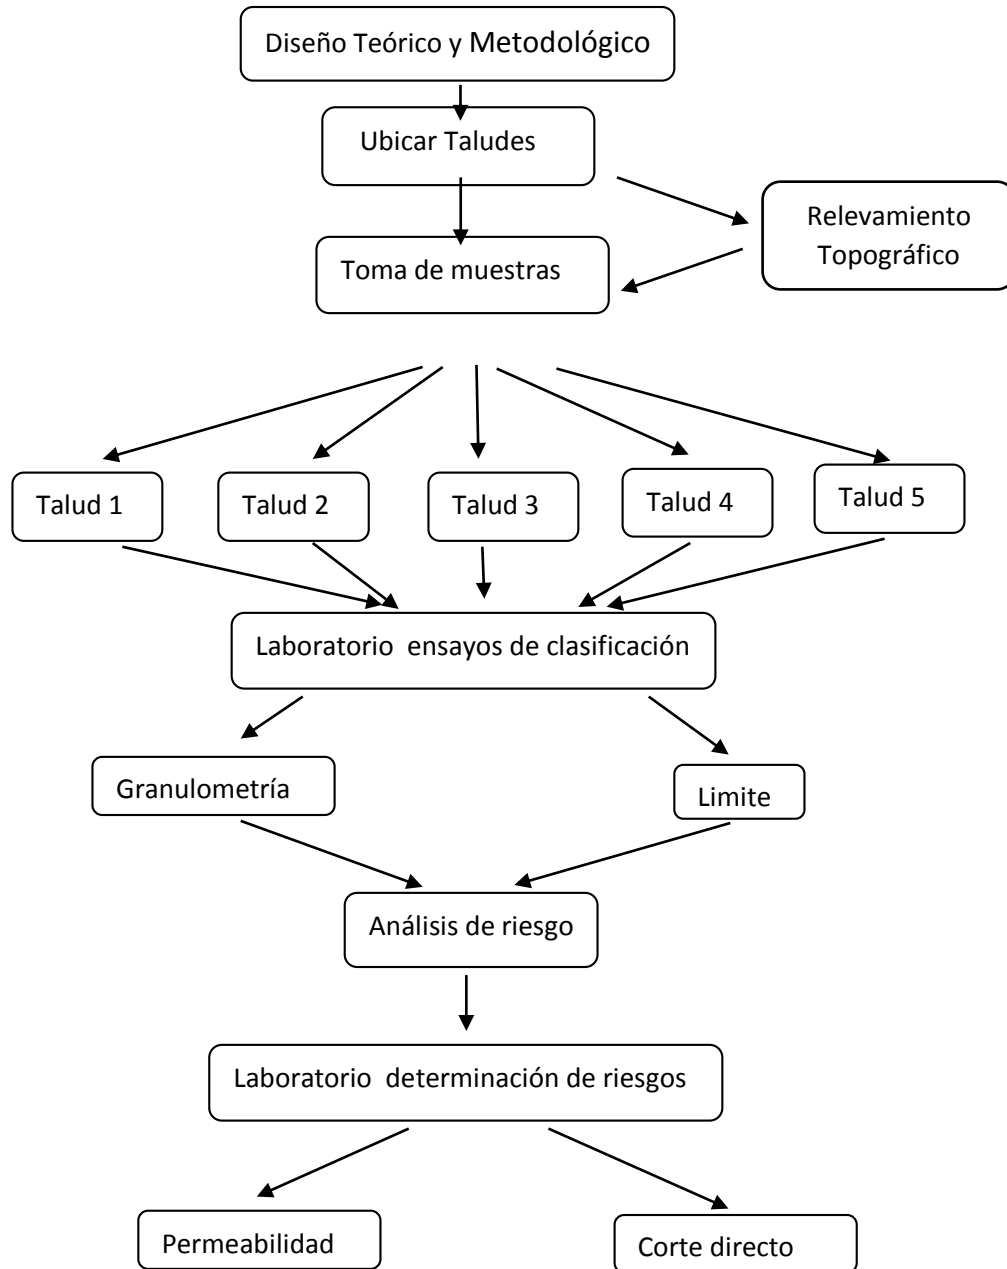 Diseño Teórico y Metodológico
Ubicar Taludes
Relevamiento
Topográfico
Toma de muestras
Talud 1
Talud 2
Talud 3
Talud 4
Talud 5
Laboratorio ensayos de clasificación
Granulometría
Limite
Análisis de riesgo
Laboratorio determinación de riesgos
Permeabilidad
Corte directo